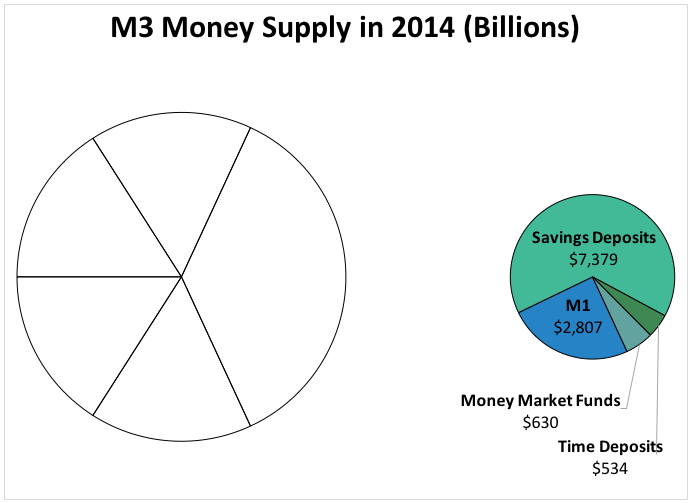 M3 Money Supply in 2014 (Billions)
Savings Deposits
$7,379
M1
$2,807
Money Market Funds
$630
Time Deposits
$534